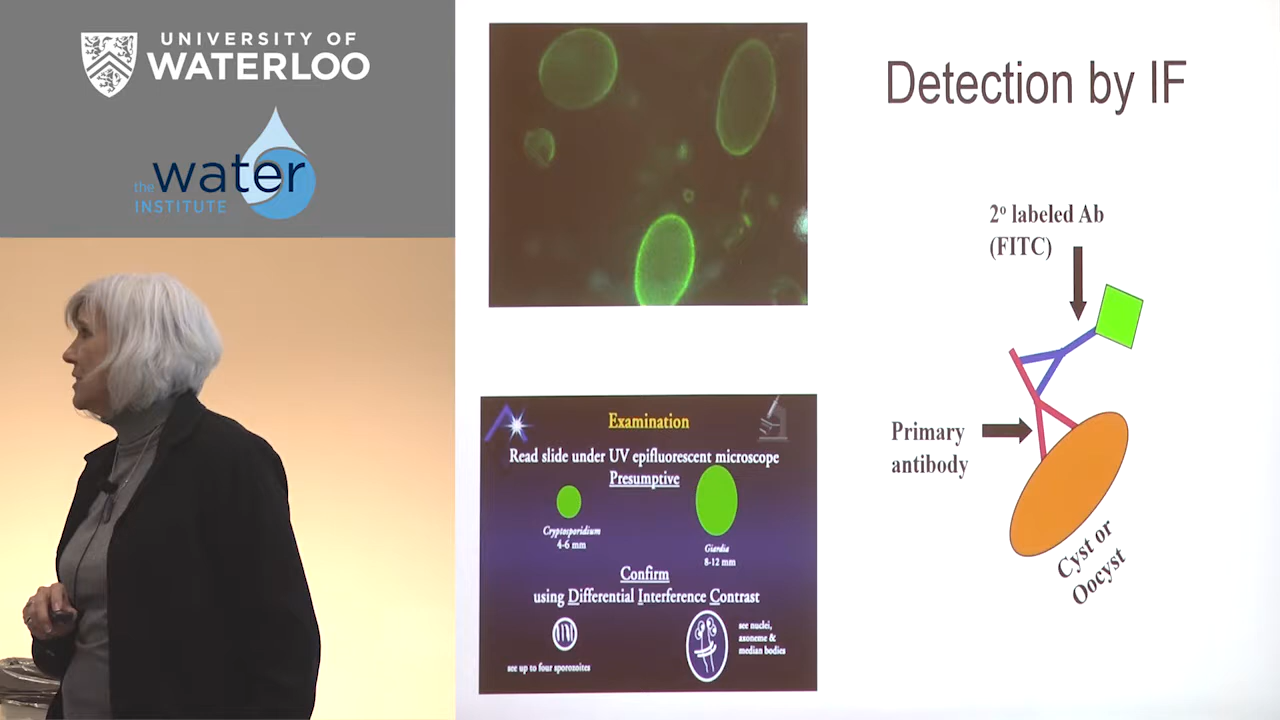 UNIVERSITY OF
WATERLOO
the water
INSTITUTE
Detection by IF
2º labeled Ab
(FITC)
Primary
antibody
Cyst or
Oocyst
Examination
Read slide under UV epifluorescent microscope
Presumptive
Cryptosporidium
4-6 mm
Giardia
8-12 mm
Confirm
using Differential Interference Contrast
see up to four sporozoites
see nuclei,
axoneme &
median bodies